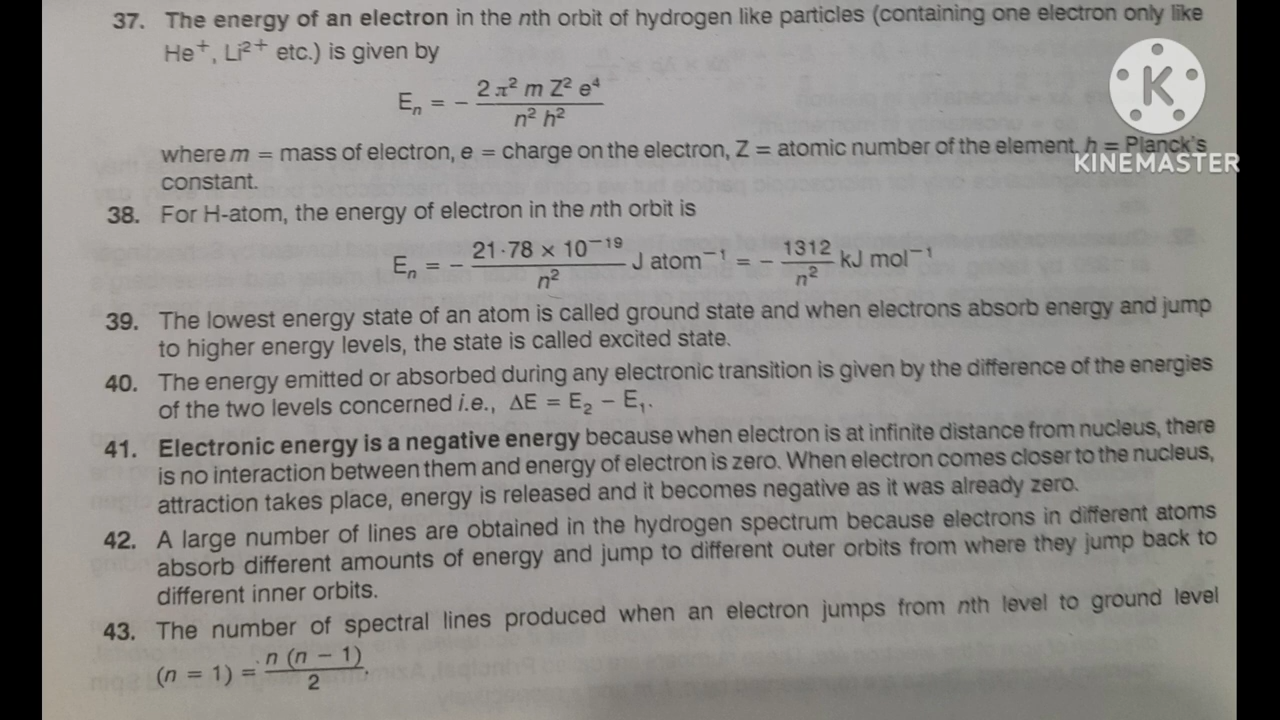 37. The energy of an electron in the nth orbit of hydrogen like particles (containing one electron only like
He⁺, Li²⁺ etc.) is given by
Eₙ = − 2 π² m Z² e⁴ / n² h²
where m = mass of electron, e = charge on the electron, Z = atomic number of the element, h = Planck's
constant.
38. For H-atom, the energy of electron in the nth orbit is
Eₙ = − 21·78 × 10⁻¹⁹ / n² J atom⁻¹ = − 1312 / n² kJ mol⁻¹
39. The lowest energy state of an atom is called ground state and when electrons absorb energy and jump
to higher energy levels, the state is called excited state.
40. The energy emitted or absorbed during any electronic transition is given by the difference of the energies
of the two levels concerned i.e., ΔE = E₂ − E₁.
41. Electronic energy is a negative energy because when electron is at infinite distance from nucleus, there
is no interaction between them and energy of electron is zero. When electron comes closer to the nucleus,
attraction takes place, energy is released and it becomes negative as it was already zero.
42. A large number of lines are obtained in the hydrogen spectrum because electrons in different atoms
absorb different amounts of energy and jump to different outer orbits from where they jump back to
different inner orbits.
43. The number of spectral lines produced when an electron jumps from nth level to ground level
(n = 1) = n (n − 1) / 2.
K
KINEMASTER